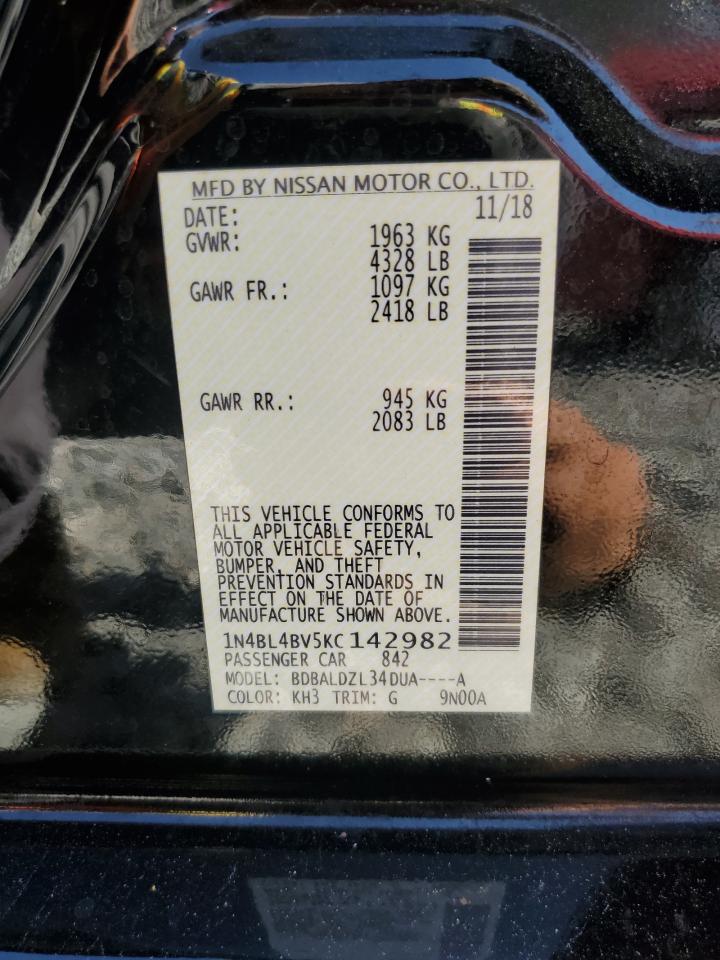 MFD BY NISSAN MOTOR CO., LTD.
DATE: 11/18
GVWR: 1963 KG
4328 LB
GAWR FR.: 1097 KG
2418 LB
GAWR RR.: 945 KG
2083 LB
THIS VEHICLE CONFORMS TO
ALL APPLICABLE FEDERAL
MOTOR VEHICLE SAFETY,
BUMPER, AND THEFT
PREVENTION STANDARDS IN
EFFECT ON THE DATE OF
MANUFACTURE SHOWN ABOVE.
1N4BL4BV5KC142982
PASSENGER CAR 842
MODEL: BDBALDZL34DUA----A
COLOR: KH3 TRIM: G 9N00A